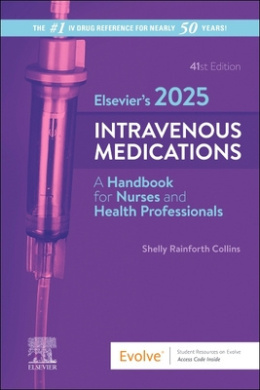 THE #1 IV DRUG REFERENCE FOR NEARLY 50 YEARS!
41st Edition
Elsevier's 2025
INTRAVENOUS
MEDICATIONS
A Handbook
for Nurses and
Health Professionals
Shelly Rainforth Collins
ELSEVIER
Evolve®
Student Resources on Evolve
Access Code Inside